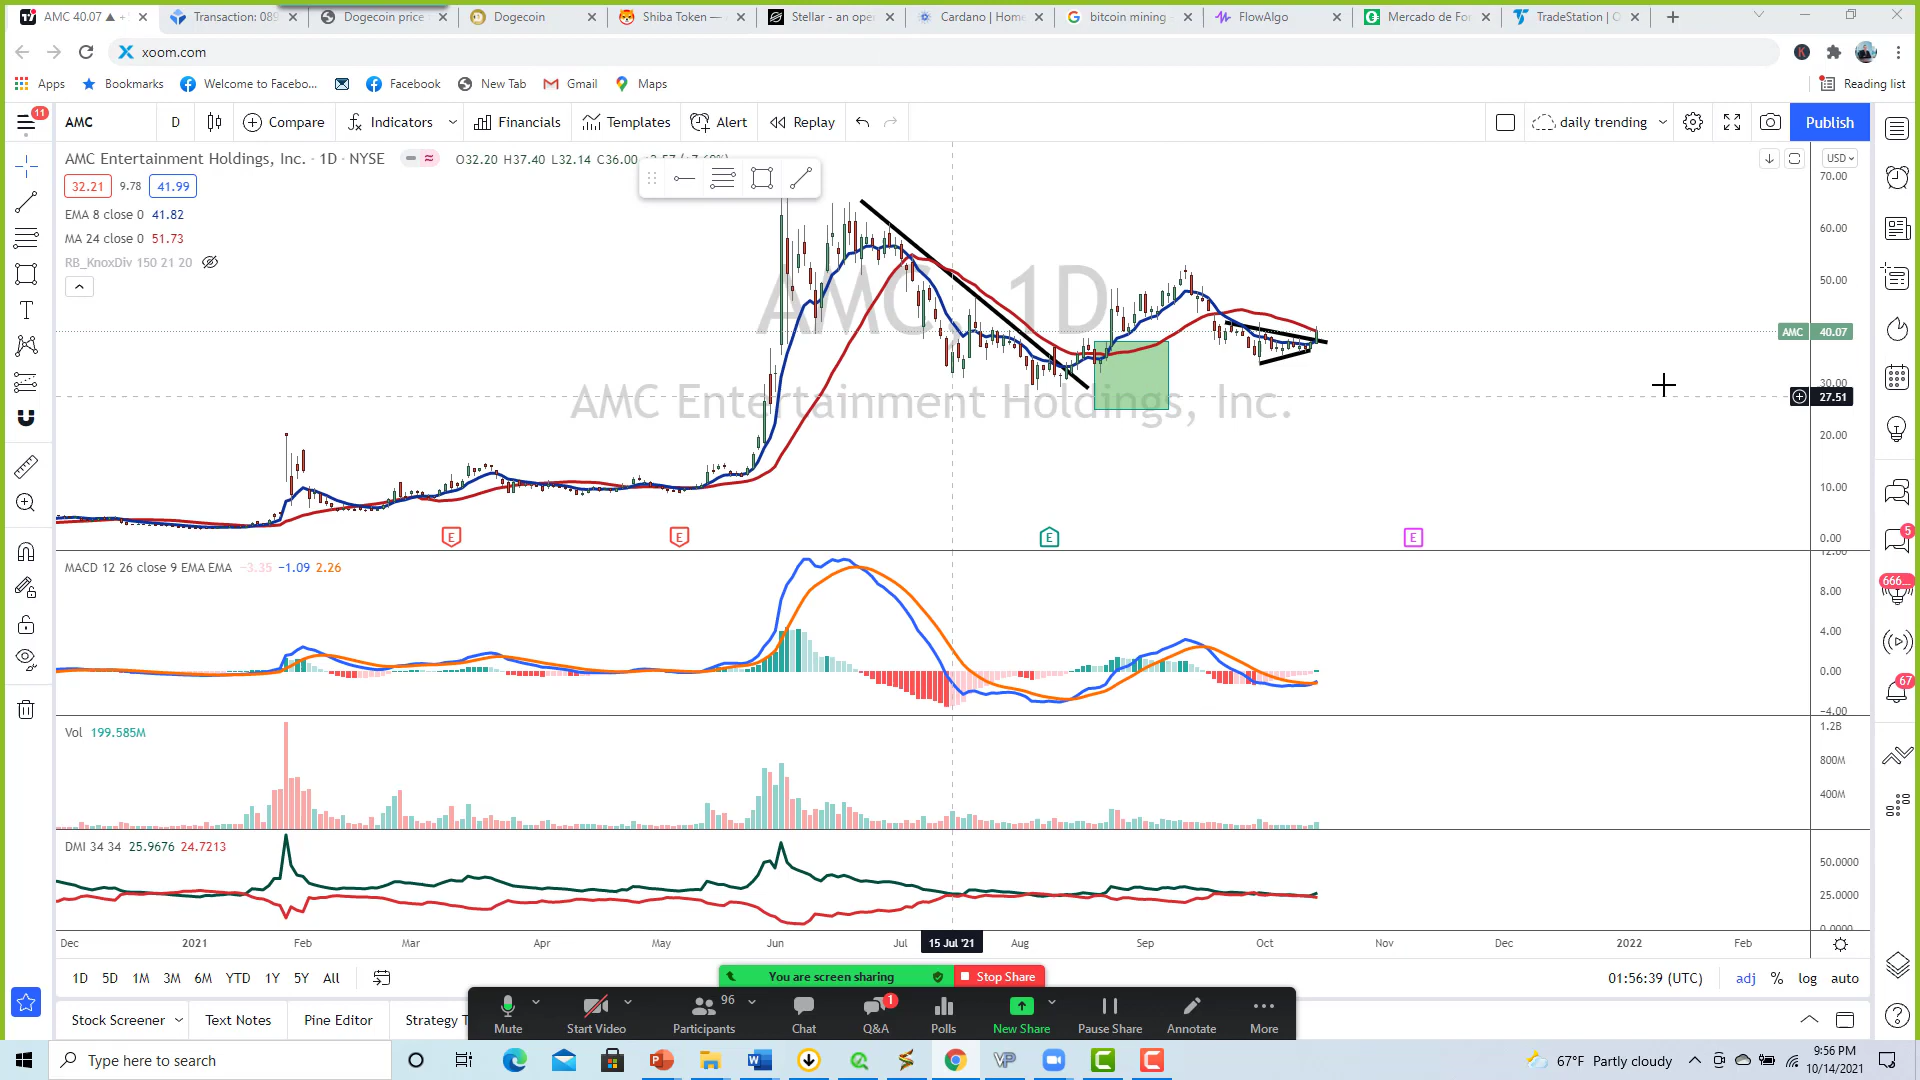 AMC 40.07 ▲ +
Transaction: 089
Dogecoin price
Dogecoin
Shiba Token —
Stellar - an ope
Cardano | Home
bitcoin mining
FlowAlgo
Mercado de For
TradeStation |
xoom.com
K
Apps
Bookmarks
Welcome to Facebo...
Facebook
New Tab
Gmail
Maps
Reading list
11
AMC
D
Compare
Indicators
Financials
Templates
Alert
Replay
daily trending
Publish
AMC Entertainment Holdings, Inc. · 1D · NYSE
O32.20 H37.40 L32.14 C36.00
32.21 9.78 41.99
EMA 8 close 0 41.82
MA 24 close 0 51.73
RB_KnoxDiv 150 21 20
AMC, 1D
AMC Entertainment Holdings, Inc.
USD
70.00
60.00
50.00
AMC 40.07
30.00
27.51
20.00
10.00
0.00
E
E
E
E
MACD 12 26 close 9 EMA EMA −3.35 −1.09 2.26
12.00
8.00
4.00
0.00
−4.00
Vol 199.585M
1.2B
800M
400M
DMI 34 34 25.9676 24.7213
50.0000
25.0000
0.0000
5
666
67
Dec 2021 Feb Mar Apr May Jun Jul 15 Jul '21 Aug Sep Oct Nov Dec 2022 Feb
1D 5D 1M 3M 6M YTD 1Y 5Y All
01:56:39 (UTC)
adj % log auto
You are screen sharing
Stop Share
Stock Screener
Text Notes
Pine Editor
Strategy T
96
1
Mute
Start Video
Participants
Chat
Q&A
Polls
New Share
Pause Share
Annotate
More
Type here to search
67°F Partly cloudy
9:56 PM
10/14/2021